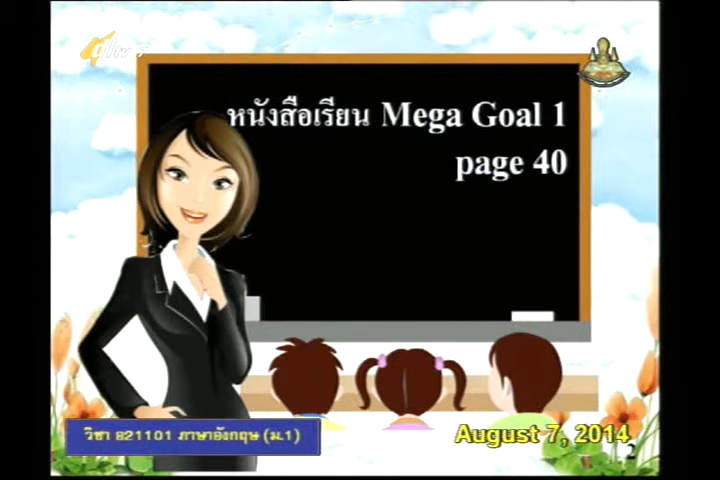 หนังสือเรียน Mega Goal 1
page 40
วิชา อ21101 ภาษาอังกฤษ (ม.1)
August 7, 2014
2